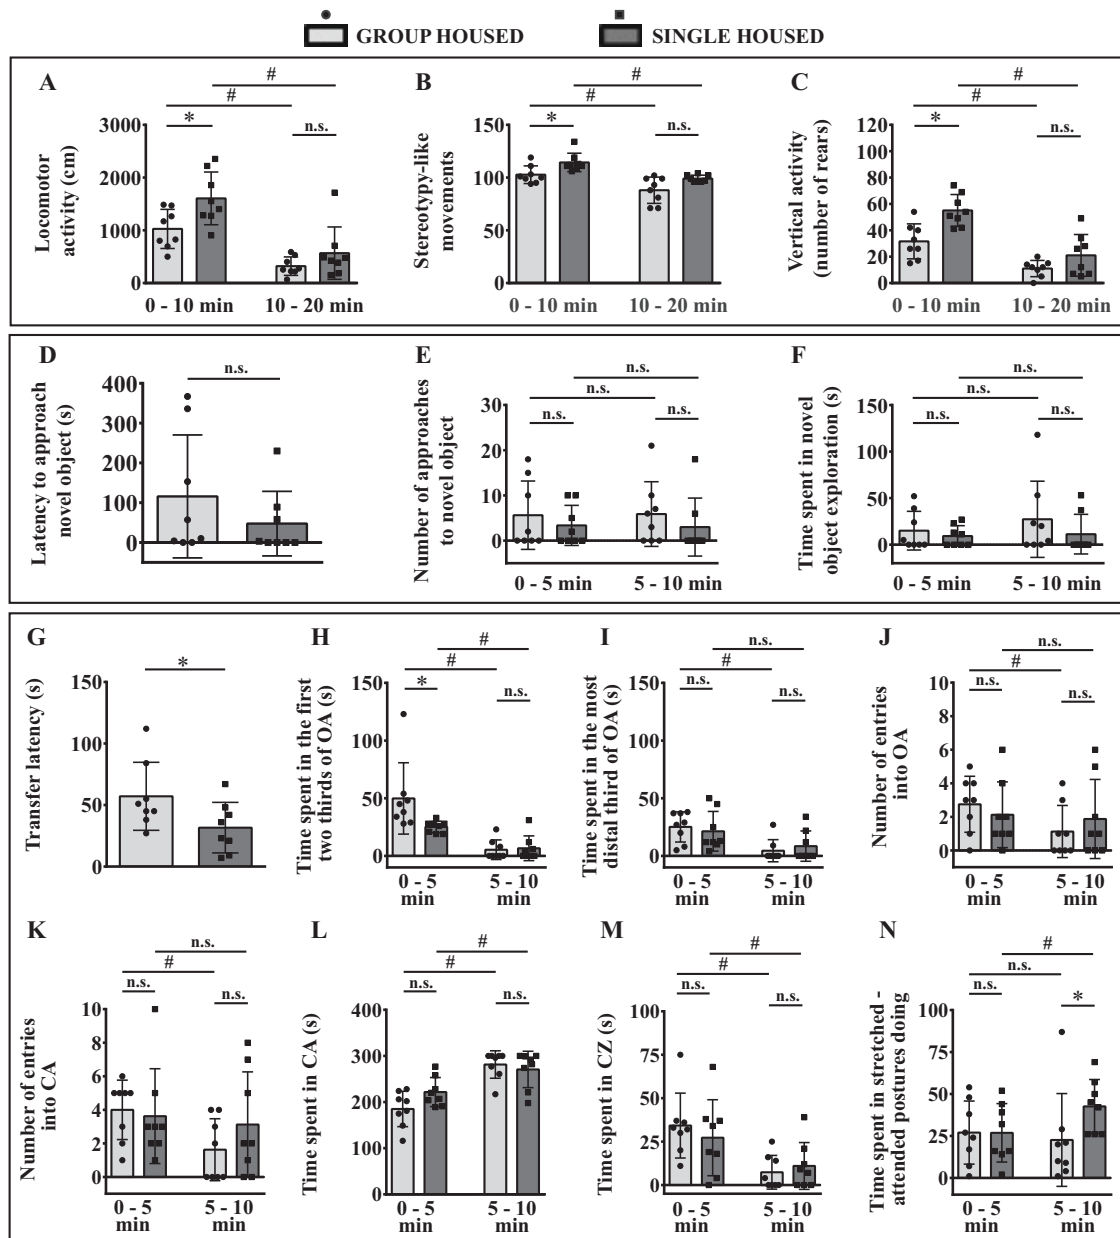 GROUP HOUSED
SINGLE HOUSED
A
#
#
*
n.s.
Locomotor
activity (cm)
3000
2000
1000
0
0 - 10 min
10 - 20 min
B
#
#
*
n.s.
Stereotypy-like
movements
150
100
50
0
0 - 10 min
10 - 20 min
C
#
#
*
n.s.
Vertical activity
(number of rears)
120
100
80
60
40
20
0
0 - 10 min
10 - 20 min
D
n.s.
Latency to approach
novel object (s)
400
300
200
100
0
E
n.s.
n.s.
n.s.
n.s.
Number of approaches
to novel object
30
20
10
0
0 - 5 min
5 - 10 min
F
n.s.
n.s.
n.s.
n.s.
Time spent in novel
object exploration (s)
150
100
50
0
0 - 5 min
5 - 10 min
G
*
Transfer latency (s)
150
100
50
0
H
#
#
*
n.s.
Time spent in the first
two thirds of OA (s)
150
100
50
0
0 - 5
min
5 - 10
min
I
n.s.
#
n.s.
n.s.
Time spent in the most
distal third of OA (s)
150
100
50
0
0 - 5
min
5 - 10
min
J
n.s.
#
n.s.
n.s.
Number of entries
into OA
10
8
6
4
2
0
0 - 5
min
5 - 10
min
K
n.s.
#
n.s.
n.s.
Number of entries
into CA
10
8
6
4
2
0
0 - 5
min
5 - 10
min
L
#
#
n.s.
n.s.
Time spent in CA (s)
400
300
200
100
0
0 - 5
min
5 - 10
min
M
#
#
n.s.
n.s.
Time spent in CZ (s)
100
75
50
25
0
0 - 5
min
5 - 10
min
N
#
n.s.
n.s.
*
Time spent in stretched -
attended postures doing
100
75
50
25
0
0 - 5
min
5 - 10
min